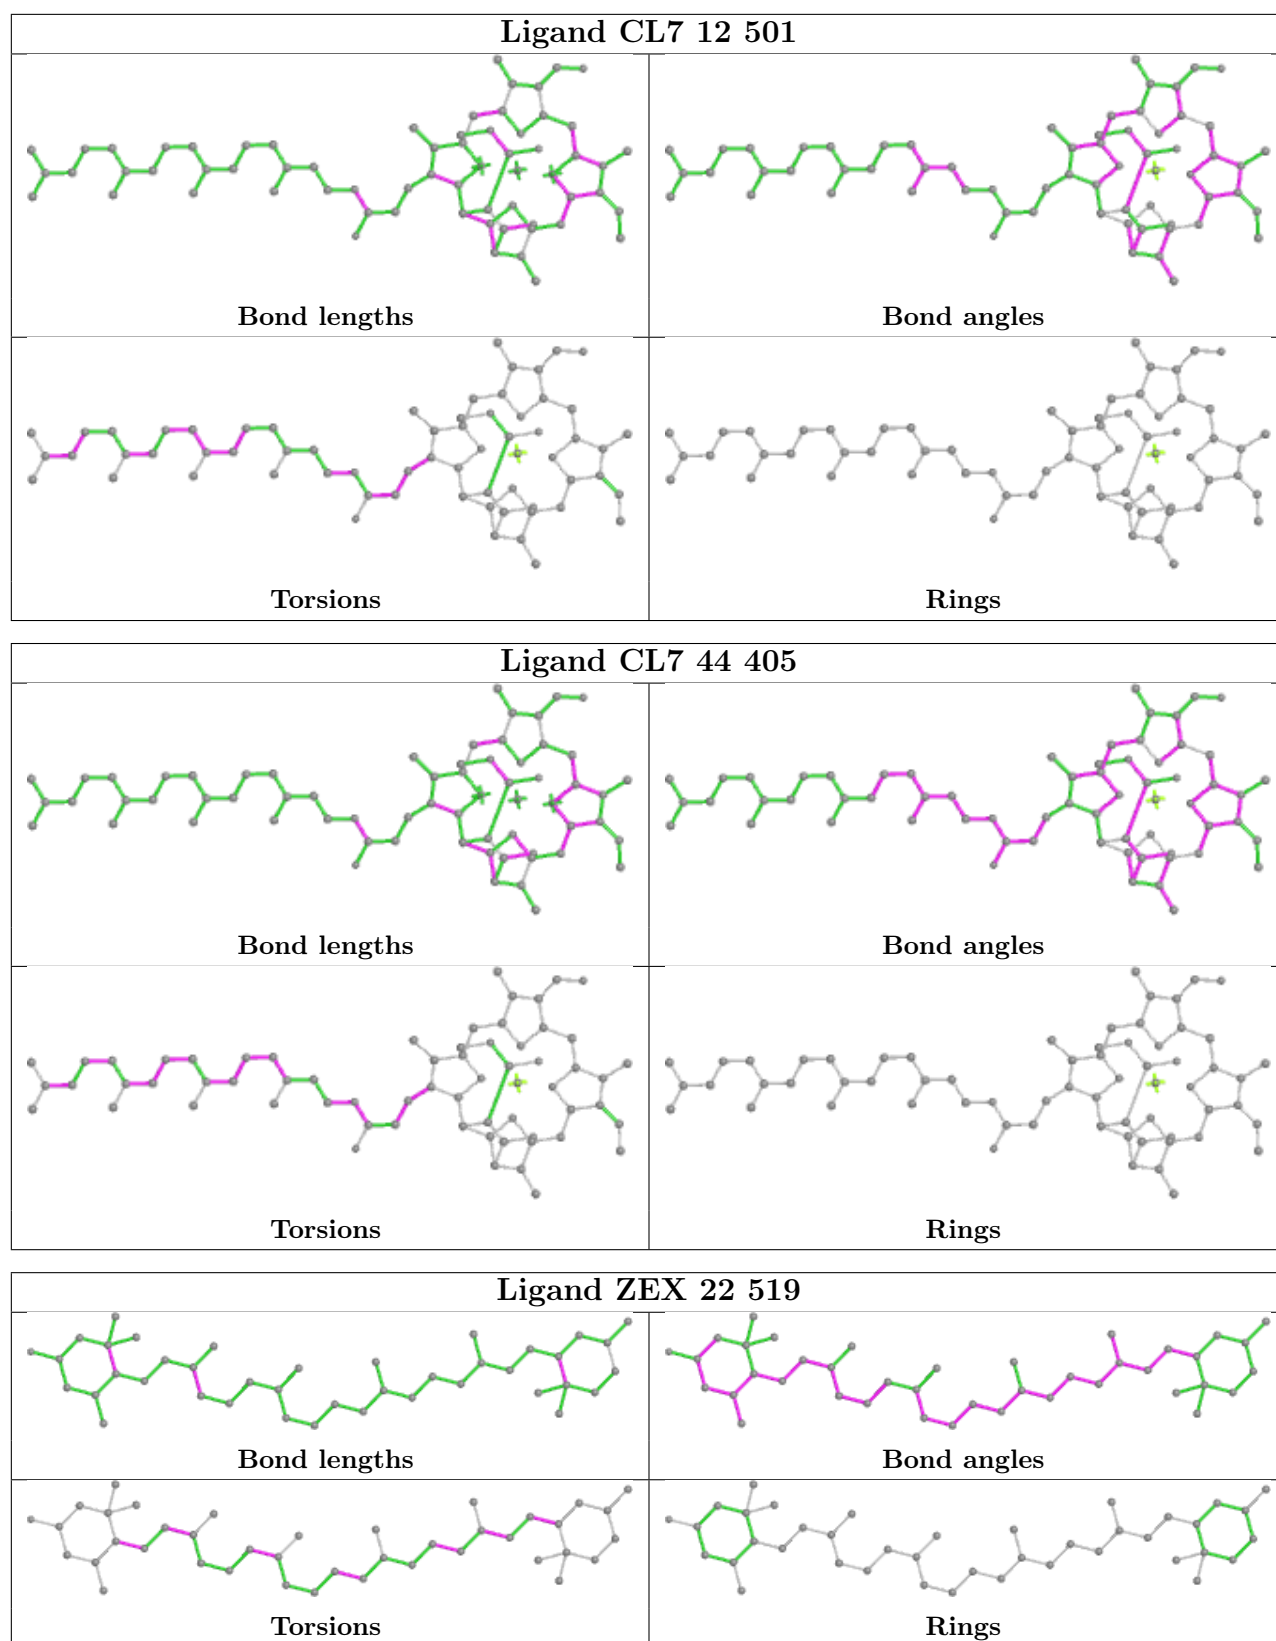 Ligand CL7 12 501
Bond lengths
Bond angles
Torsions
Rings
Ligand CL7 44 405
Bond lengths
Bond angles
Torsions
Rings
Ligand ZEX 22 519
Bond lengths
Bond angles
Torsions
Rings